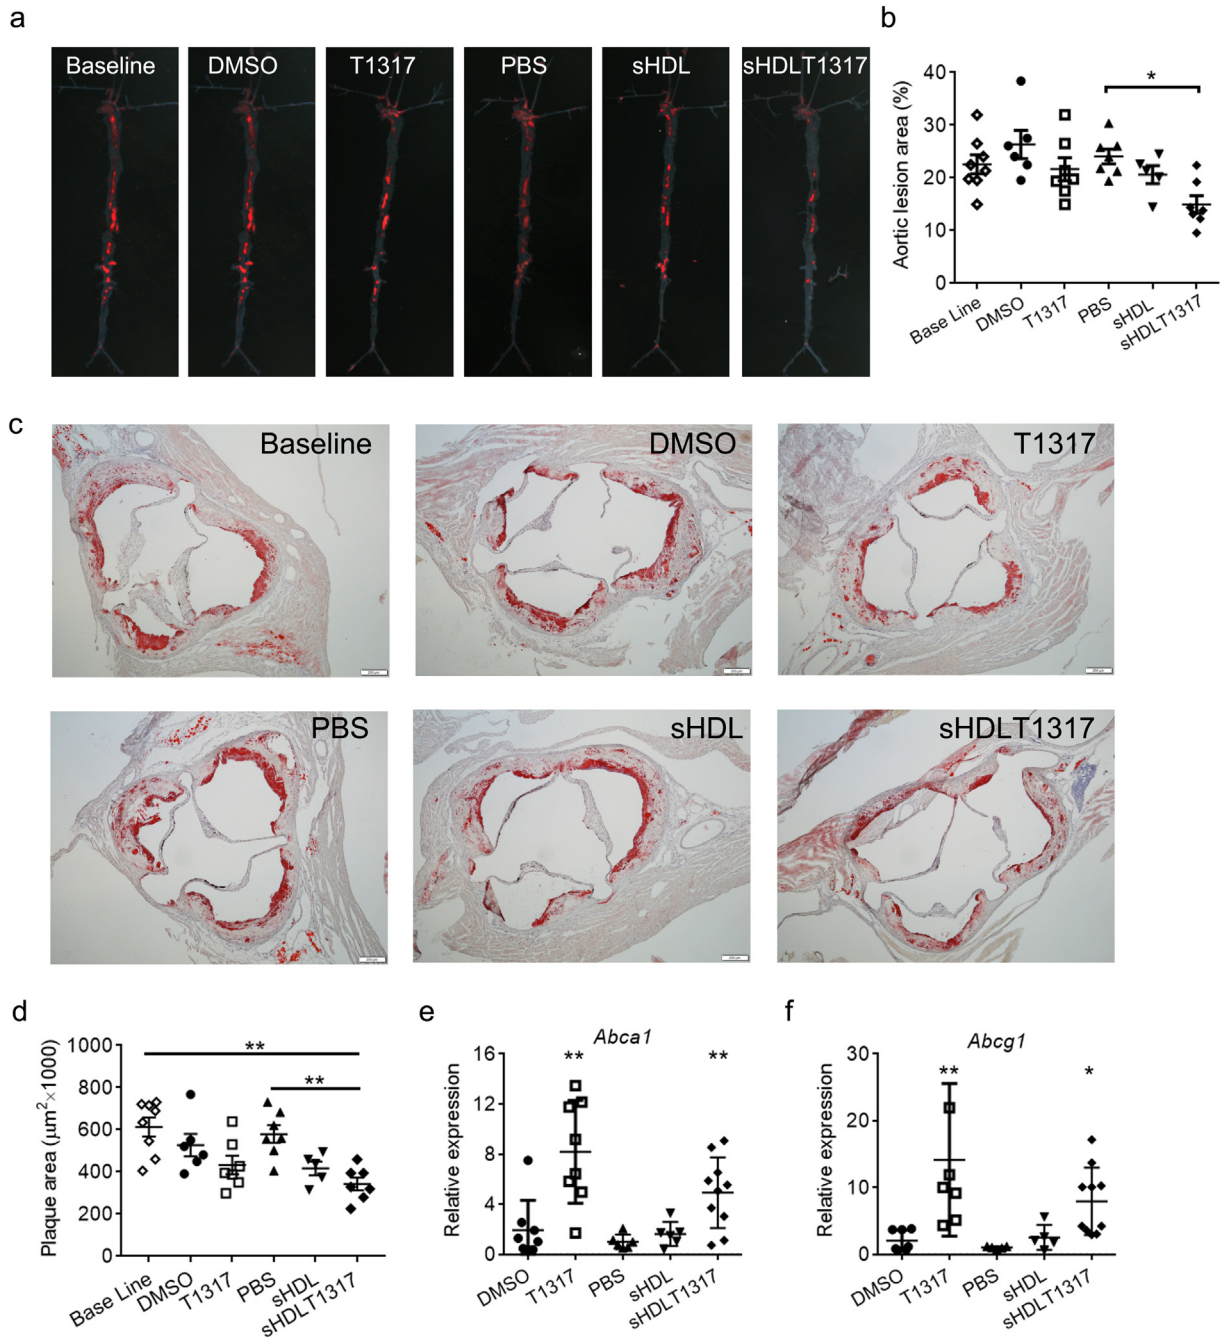 a
Baseline
DMSO
T1317
PBS
sHDL
sHDLT1317
b
Aortic lesion area (%)
40
30
20
10
0
*
Base Line
DMSO
T1317
PBS
sHDL
sHDLT1317
c
Baseline
DMSO
T1317
PBS
sHDL
sHDLT1317
d
Plaque area (μm²×1000)
1000
800
600
400
200
0
**
**
Base Line
DMSO
T1317
PBS
sHDL
sHDLT1317
e
Abca1
Relative expression
16
12
8
4
0
**
**
DMSO
T1317
PBS
sHDL
sHDLT1317
f
Abcg1
Relative expression
30
20
10
0
**
*
DMSO
T1317
PBS
sHDL
sHDLT1317